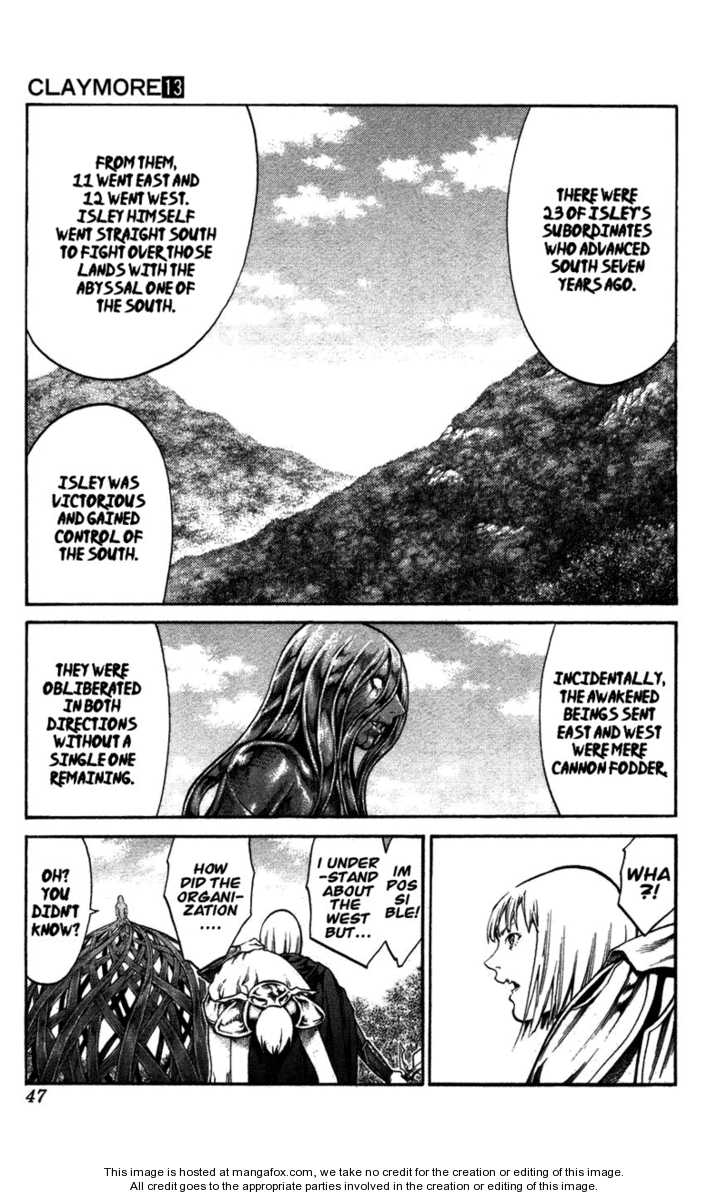 CLAYMORE 13
THERE WERE
23 OF ISLEY'S
SUBORDINATES
WHO ADVANCED
SOUTH SEVEN
YEARS AGO.
FROM THEM,
11 WENT EAST AND
12 WENT WEST.
ISLEY HIMSELF
WENT STRAIGHT SOUTH
TO FIGHT OVER THOSE
LANDS WITH THE
ABYSSAL ONE OF
THE SOUTH.
ISLEY WAS
VICTORIOUS
AND GAINED
CONTROL OF
THE SOUTH.
INCIDENTALLY,
THE AWAKENED
BEINGS SENT
EAST AND WEST
WERE MERE
CANNON FODDER.
THEY WERE
OBLIBERATED
IN BOTH
DIRECTIONS
WITHOUT A
SINGLE ONE
REMAINING.
WHA
?!
IM
POS
SI
BLE!
I UNDER
-STAND
ABOUT
THE
WEST
BUT...
HOW
DID THE
ORGANI-
ZATION
....
OH?
YOU
DIDN'T
KNOW?
47
This image is hosted at mangafox.com, we take no credit for the creation or editing of this image.
All credit goes to the appropriate parties involved in the creation or editing of this image.